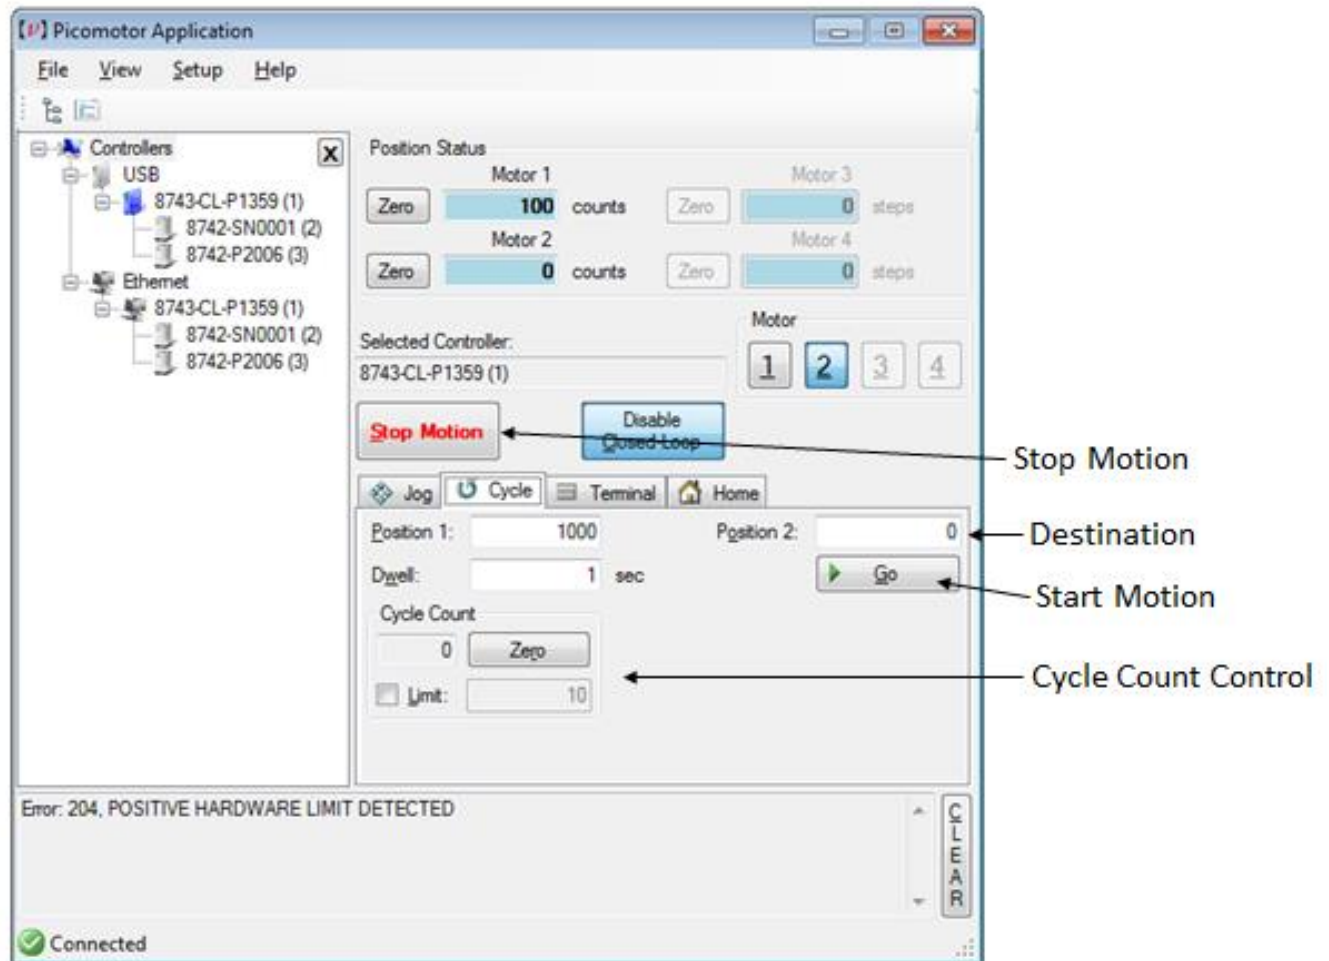 Picomotor Application
File View Setup Help
Controllers
X
USB
8743-CL-P1359 (1)
8742-SN0001 (2)
8742-P2006 (3)
Ethernet
8743-CL-P1359 (1)
8742-SN0001 (2)
8742-P2006 (3)
Position Status
Motor 1
Motor 3
Zero 100 counts
Zero 0 steps
Motor 2
Motor 4
Zero 0 counts
Zero 0 steps
Selected Controller:
8743-CL-P1359 (1)
Motor
1 2 3 4
Stop Motion
Disable
Closed-Loop
Jog Cycle Terminal Home
Position 1: 1000
Position 2: 0
Dwell: 1 sec
Go
Cycle Count
0 Zero
Limit: 10
Stop Motion
Destination
Start Motion
Cycle Count Control
Error: 204, POSITIVE HARDWARE LIMIT DETECTED
CLEAR
Connected